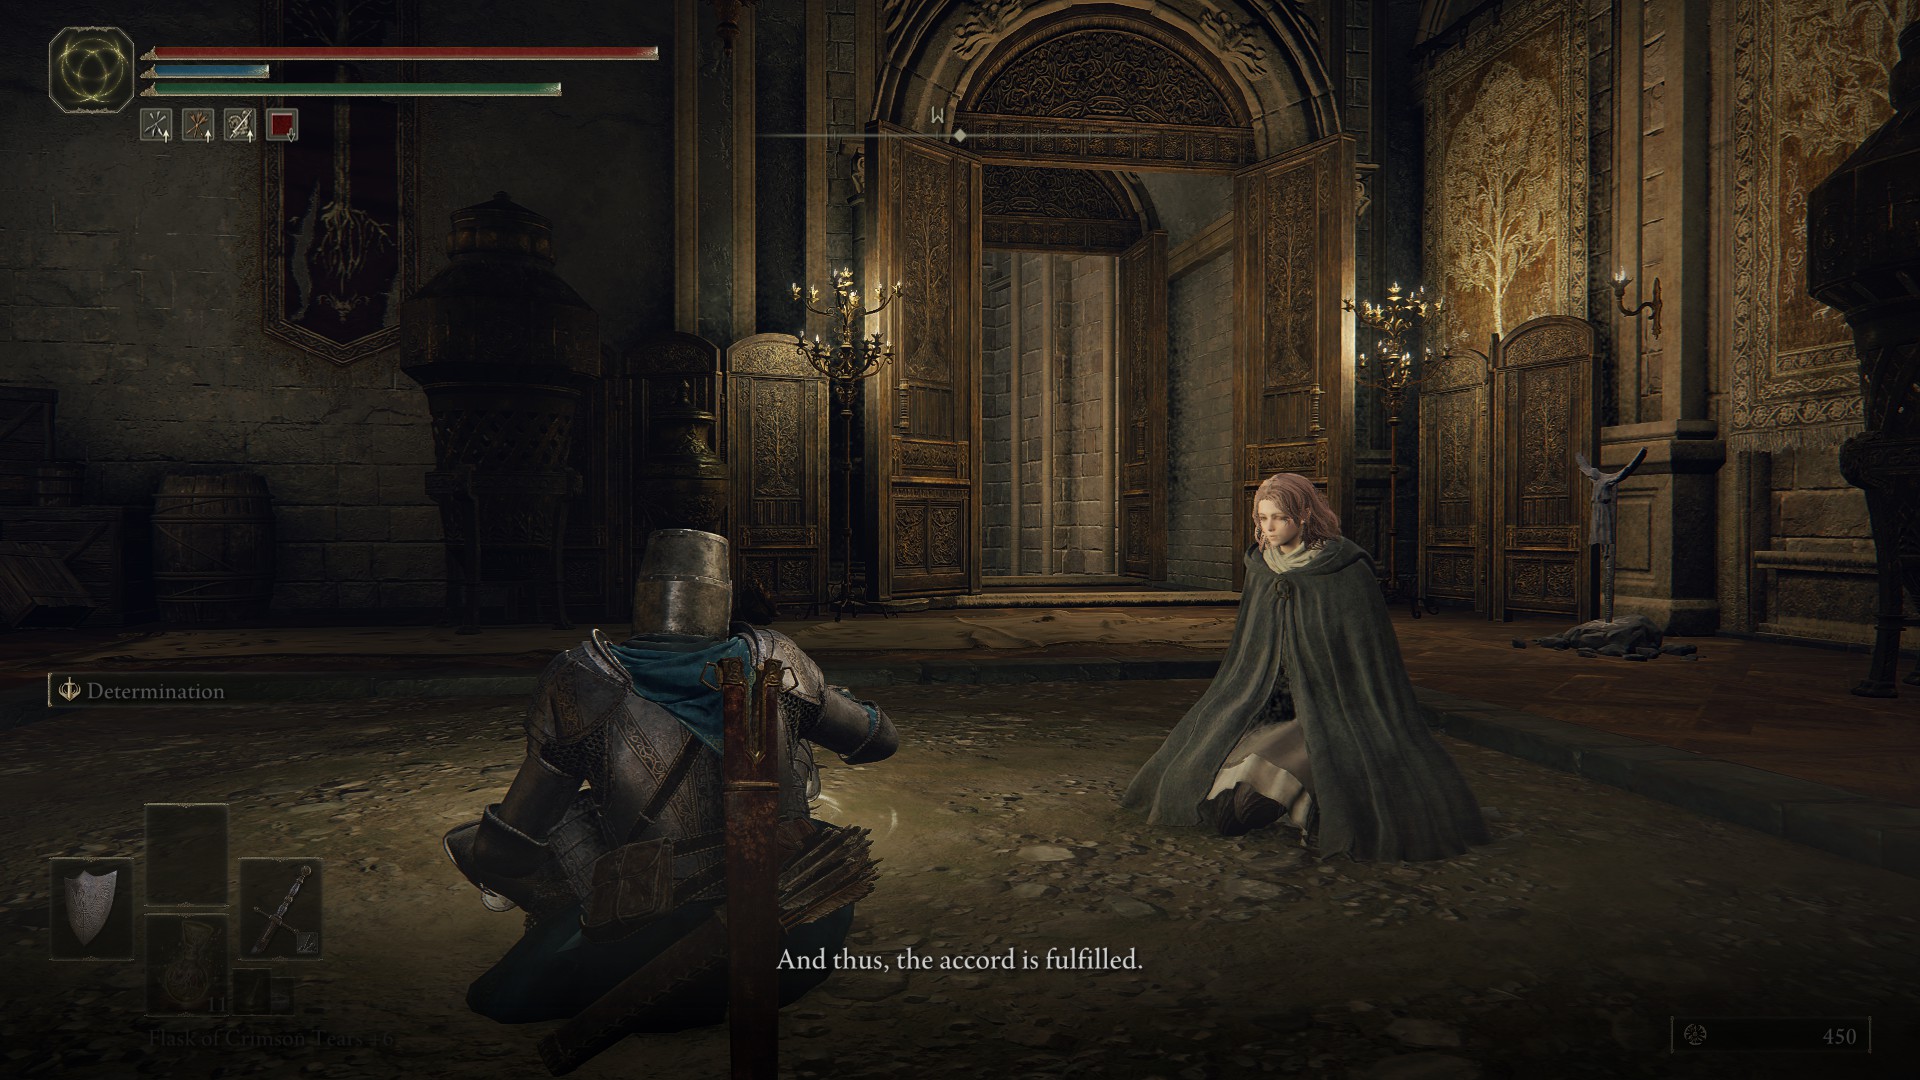 W
Determination
And thus, the accord is fulfilled.
11
Flask of Crimson Tears +6
450